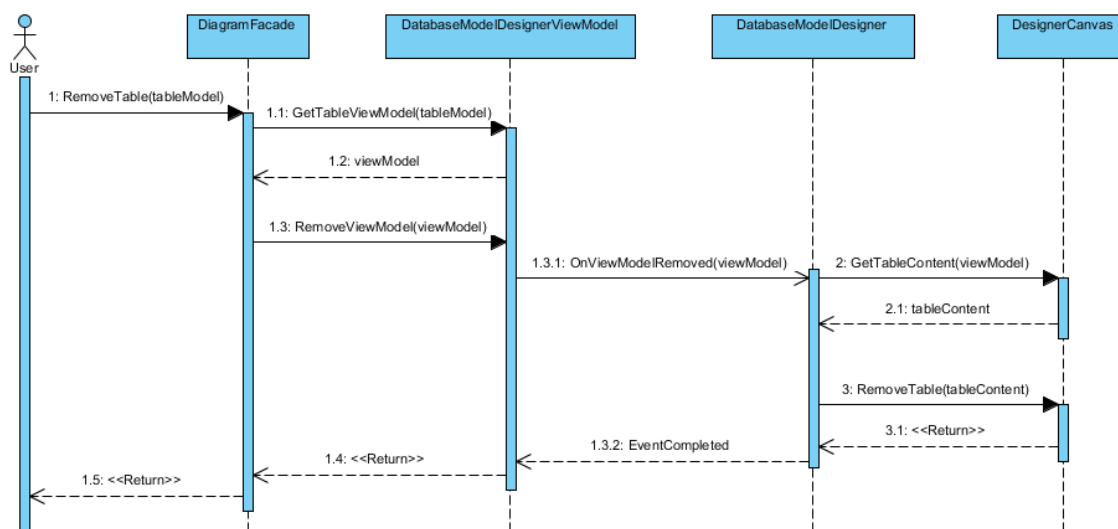 DiagramFacade
DatabaseModelDesignerViewModel
DatabaseModelDesigner
DesignerCanvas
User
1: RemoveTable(tableModel)
1.1: GetTableViewModel(tableModel)
1.2: viewModel
1.3: RemoveViewModel(viewModel)
1.3.1: OnViewModelRemoved(viewModel)
2: GetTableContent(viewModel)
2.1: tableContent
3: RemoveTable(tableContent)
3.1: <<Return>>
1.3.2: EventCompleted
1.4: <<Return>>
1.5: <<Return>>